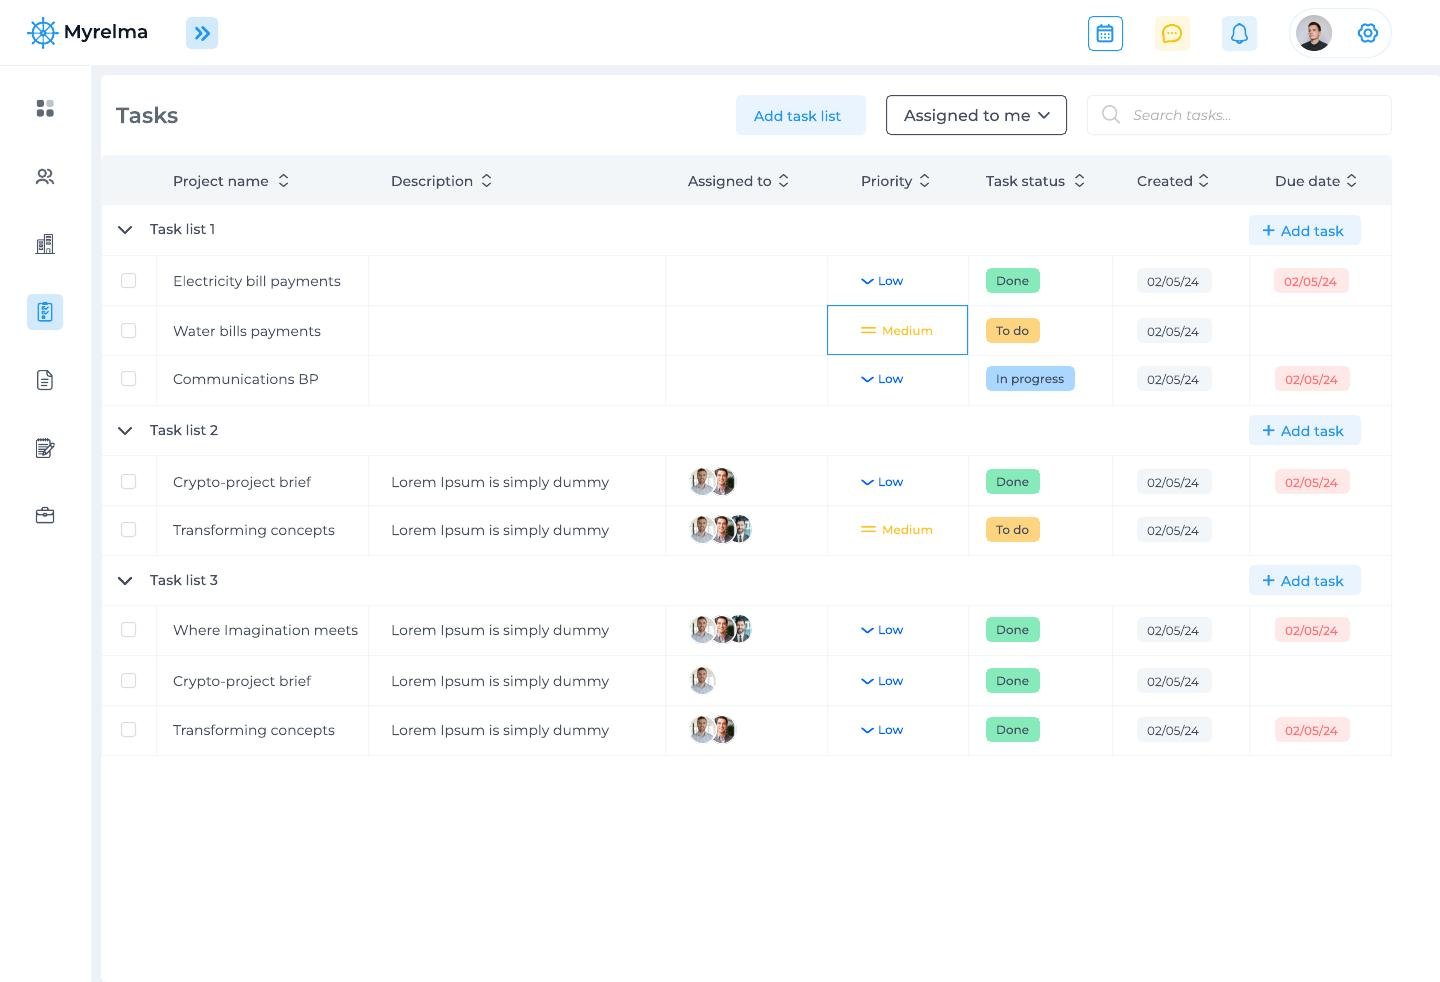 Myrelma
Tasks
Add task list
Assigned to me
Search tasks...
Project name Description Assigned to Priority Task status Created Due date
Task list 1 + Add task
Electricity bill payments Low Done 02/05/24 02/05/24
Water bills payments Medium To do 02/05/24
Communications BP Low In progress 02/05/24 02/05/24
Task list 2 + Add task
Crypto-project brief Lorem Ipsum is simply dummy Low Done 02/05/24 02/05/24
Transforming concepts Lorem Ipsum is simply dummy Medium To do 02/05/24
Task list 3 + Add task
Where Imagination meets Lorem Ipsum is simply dummy Low Done 02/05/24 02/05/24
Crypto-project brief Lorem Ipsum is simply dummy Low Done 02/05/24
Transforming concepts Lorem Ipsum is simply dummy Low Done 02/05/24 02/05/24